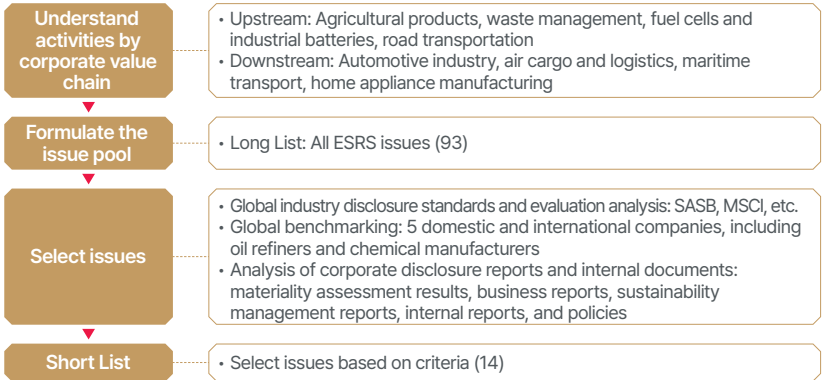 Understand
activities by
corporate value
chain
• Upstream: Agricultural products, waste management, fuel cells and
industrial batteries, road transportation
• Downstream: Automotive industry, air cargo and logistics, maritime
transport, home appliance manufacturing
Formulate the
issue pool
• Long List: All ESRS issues (93)
Select issues
• Global industry disclosure standards and evaluation analysis: SASB, MSCI, etc.
• Global benchmarking: 5 domestic and international companies, including
oil refiners and chemical manufacturers
• Analysis of corporate disclosure reports and internal documents:
materiality assessment results, business reports, sustainability
management reports, internal reports, and policies
Short List
• Select issues based on criteria (14)